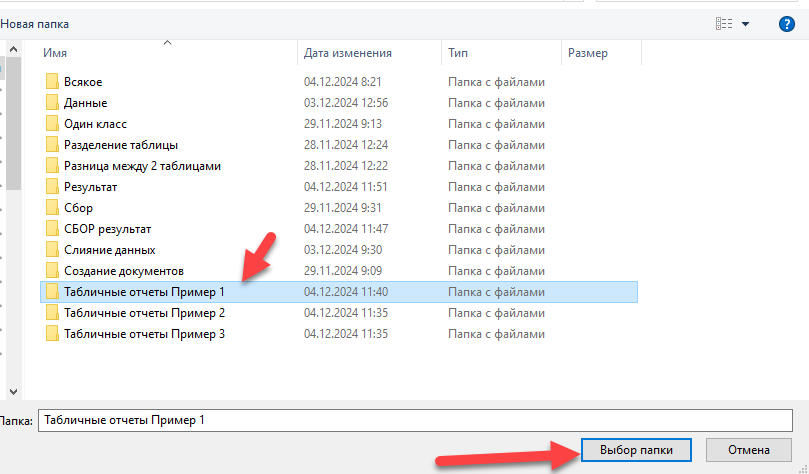 Новая папка
Имя Дата изменения Тип Размер
Всякое 04.12.2024 8:21 Папка с файлами
Данные 03.12.2024 12:56 Папка с файлами
Один класс 29.11.2024 9:13 Папка с файлами
Разделение таблицы 28.11.2024 12:24 Папка с файлами
Разница между 2 таблицами 28.11.2024 12:22 Папка с файлами
Результат 04.12.2024 11:51 Папка с файлами
Сбор 29.11.2024 9:31 Папка с файлами
СБОР результат 04.12.2024 11:47 Папка с файлами
Слияние данных 03.12.2024 9:30 Папка с файлами
Создание документов 29.11.2024 9:09 Папка с файлами
Табличные отчеты Пример 1 04.12.2024 11:40 Папка с файлами
Табличные отчеты Пример 2 04.12.2024 11:35 Папка с файлами
Табличные отчеты Пример 3 04.12.2024 11:35 Папка с файлами
Папка: Табличные отчеты Пример 1
Выбор папки Отмена